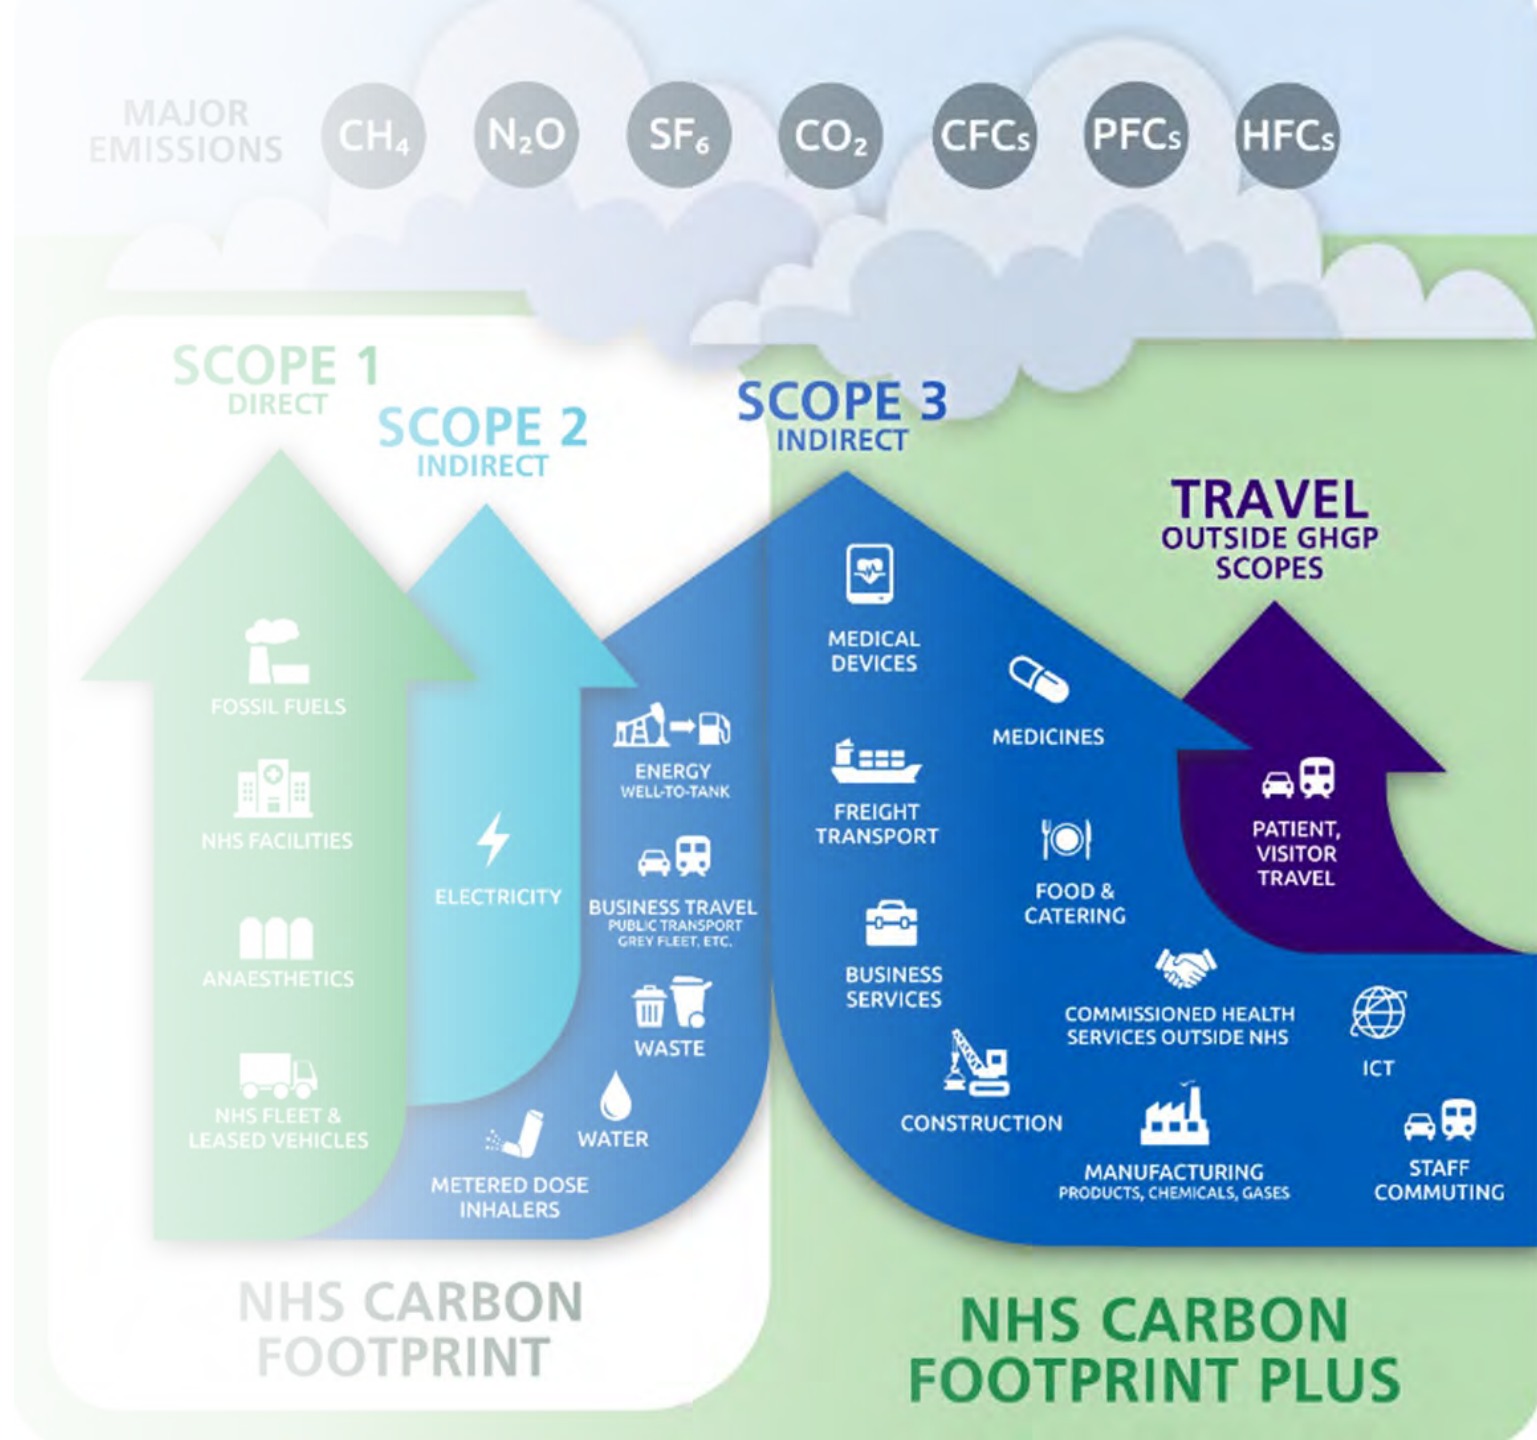 MAJOR
EMISSIONS
CH₄
N₂O
SF₆
CO₂
CFCs
PFCs
HFCs
SCOPE 1
DIRECT
FOSSIL FUELS
NHS FACILITIES
ANAESTHETICS
NHS FLEET &
LEASED VEHICLES
SCOPE 2
INDIRECT
ELECTRICITY
SCOPE 3
INDIRECT
ENERGY
WELL-TO-TANK
BUSINESS TRAVEL
PUBLIC TRANSPORT
GREY FLEET, ETC.
WASTE
WATER
METERED DOSE
INHALERS
MEDICAL
DEVICES
MEDICINES
FREIGHT
TRANSPORT
FOOD &
CATERING
BUSINESS
SERVICES
COMMISSIONED HEALTH
SERVICES OUTSIDE NHS
ICT
CONSTRUCTION
MANUFACTURING
PRODUCTS, CHEMICALS, GASES
STAFF
COMMUTING
TRAVEL
OUTSIDE GHGP
SCOPES
PATIENT,
VISITOR
TRAVEL
NHS CARBON
FOOTPRINT
NHS CARBON
FOOTPRINT PLUS